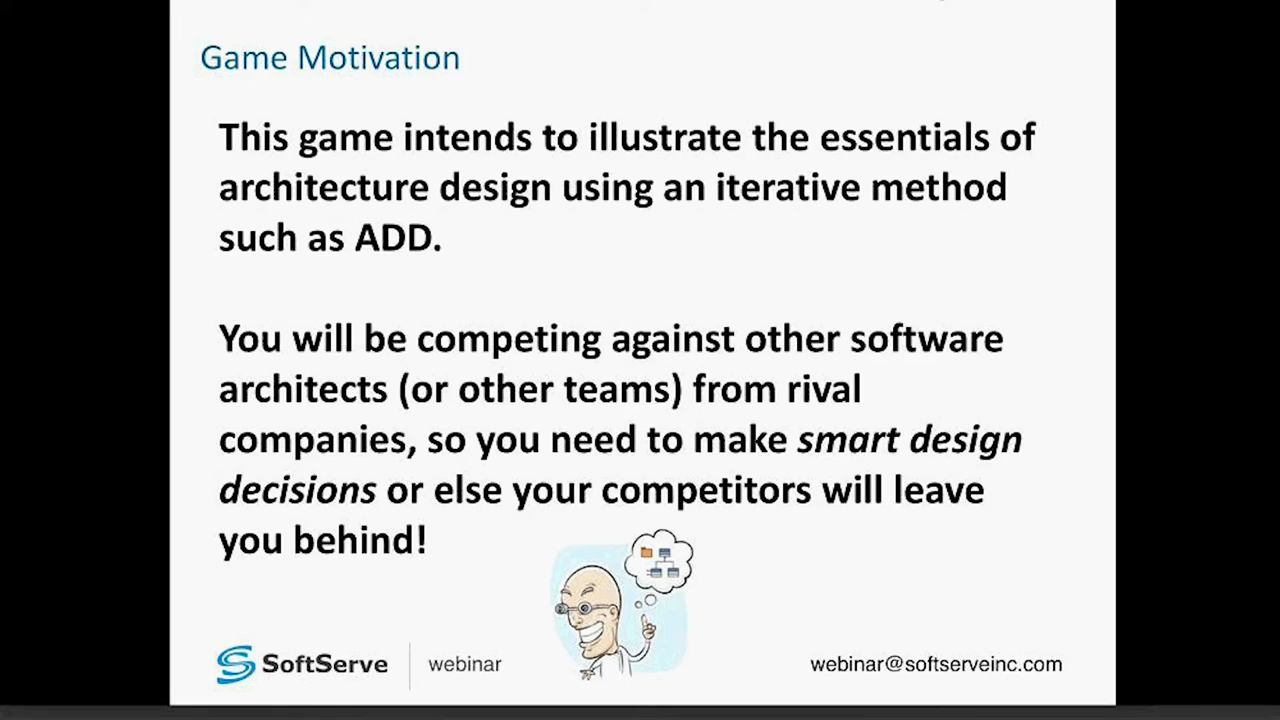 Game Motivation
This game intends to illustrate the essentials of
architecture design using an iterative method
such as ADD.
You will be competing against other software
architects (or other teams) from rival
companies, so you need to make smart design
decisions or else your competitors will leave
you behind!
SoftServe
webinar
webinar@softserveinc.com